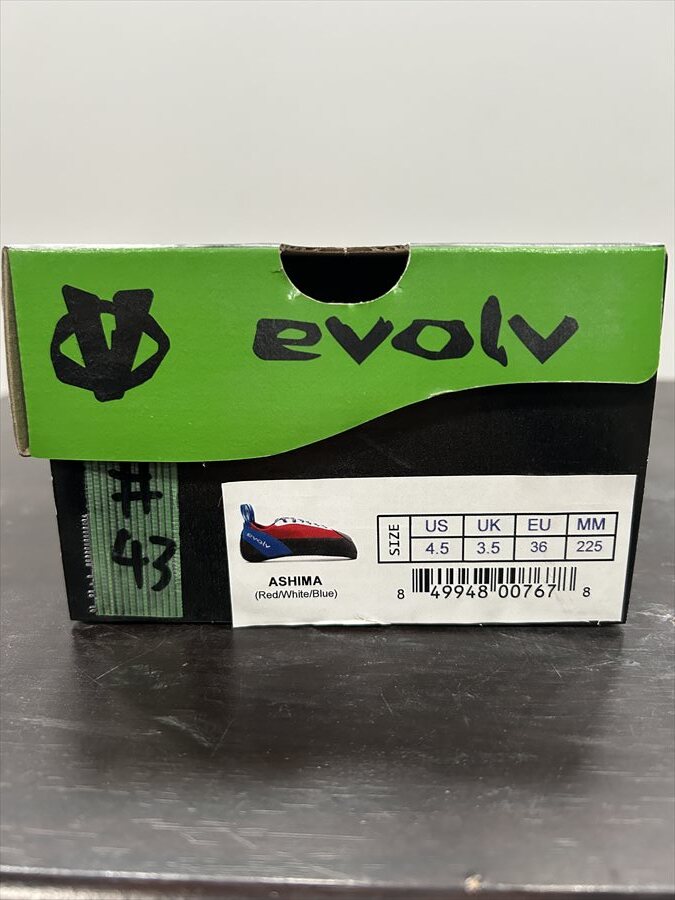 evolv
#
43
evolv
ASHIMA
(Red/White/Blue)
SIZE
US UK EU MM
4.5 3.5 36 225
8 49948 00767 8